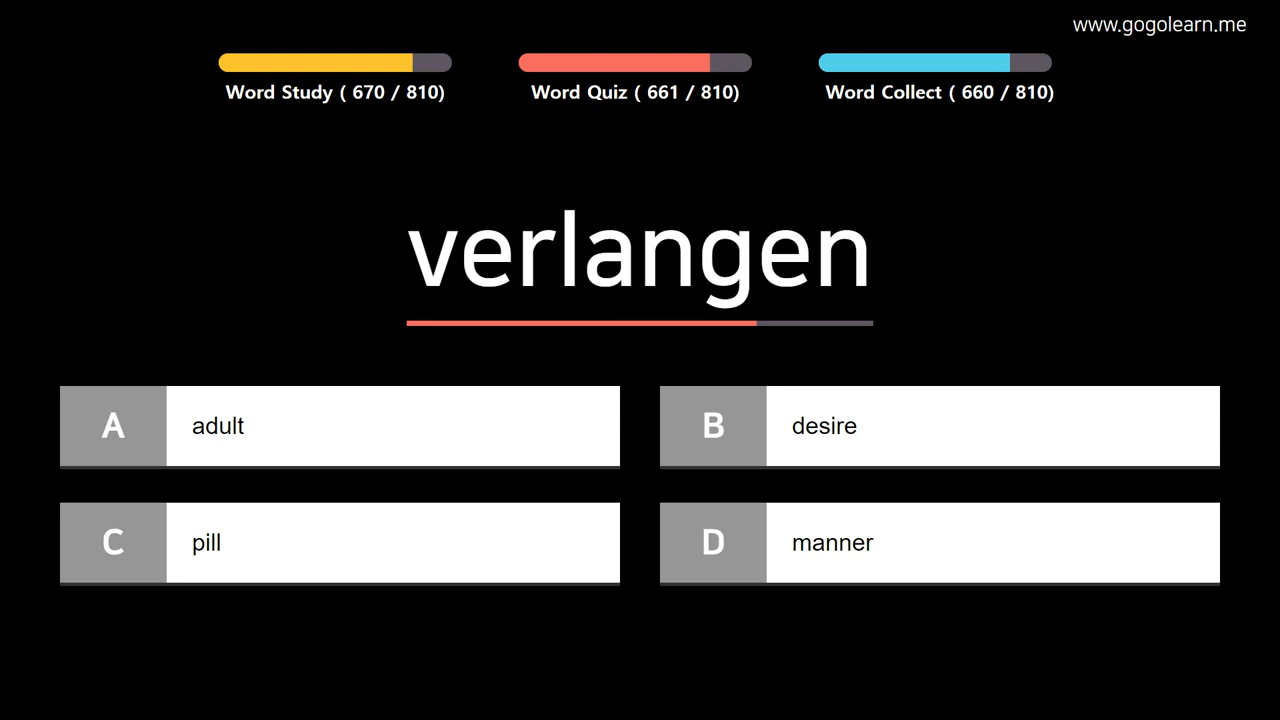 www.gogolearn.me
Word Study ( 670 / 810)
Word Quiz ( 661 / 810)
Word Collect ( 660 / 810)
verlangen
A adult
B desire
C pill
D manner